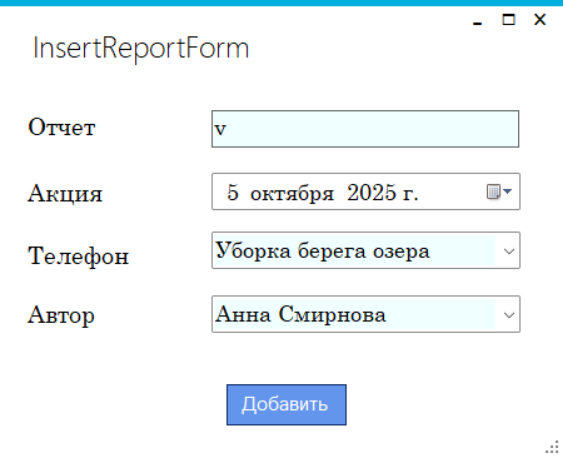 InsertReportForm
Отчет
v
Акция
5 октября 2025 г.
Телефон
Уборка берега озера
Автор
Анна Смирнова
Добавить